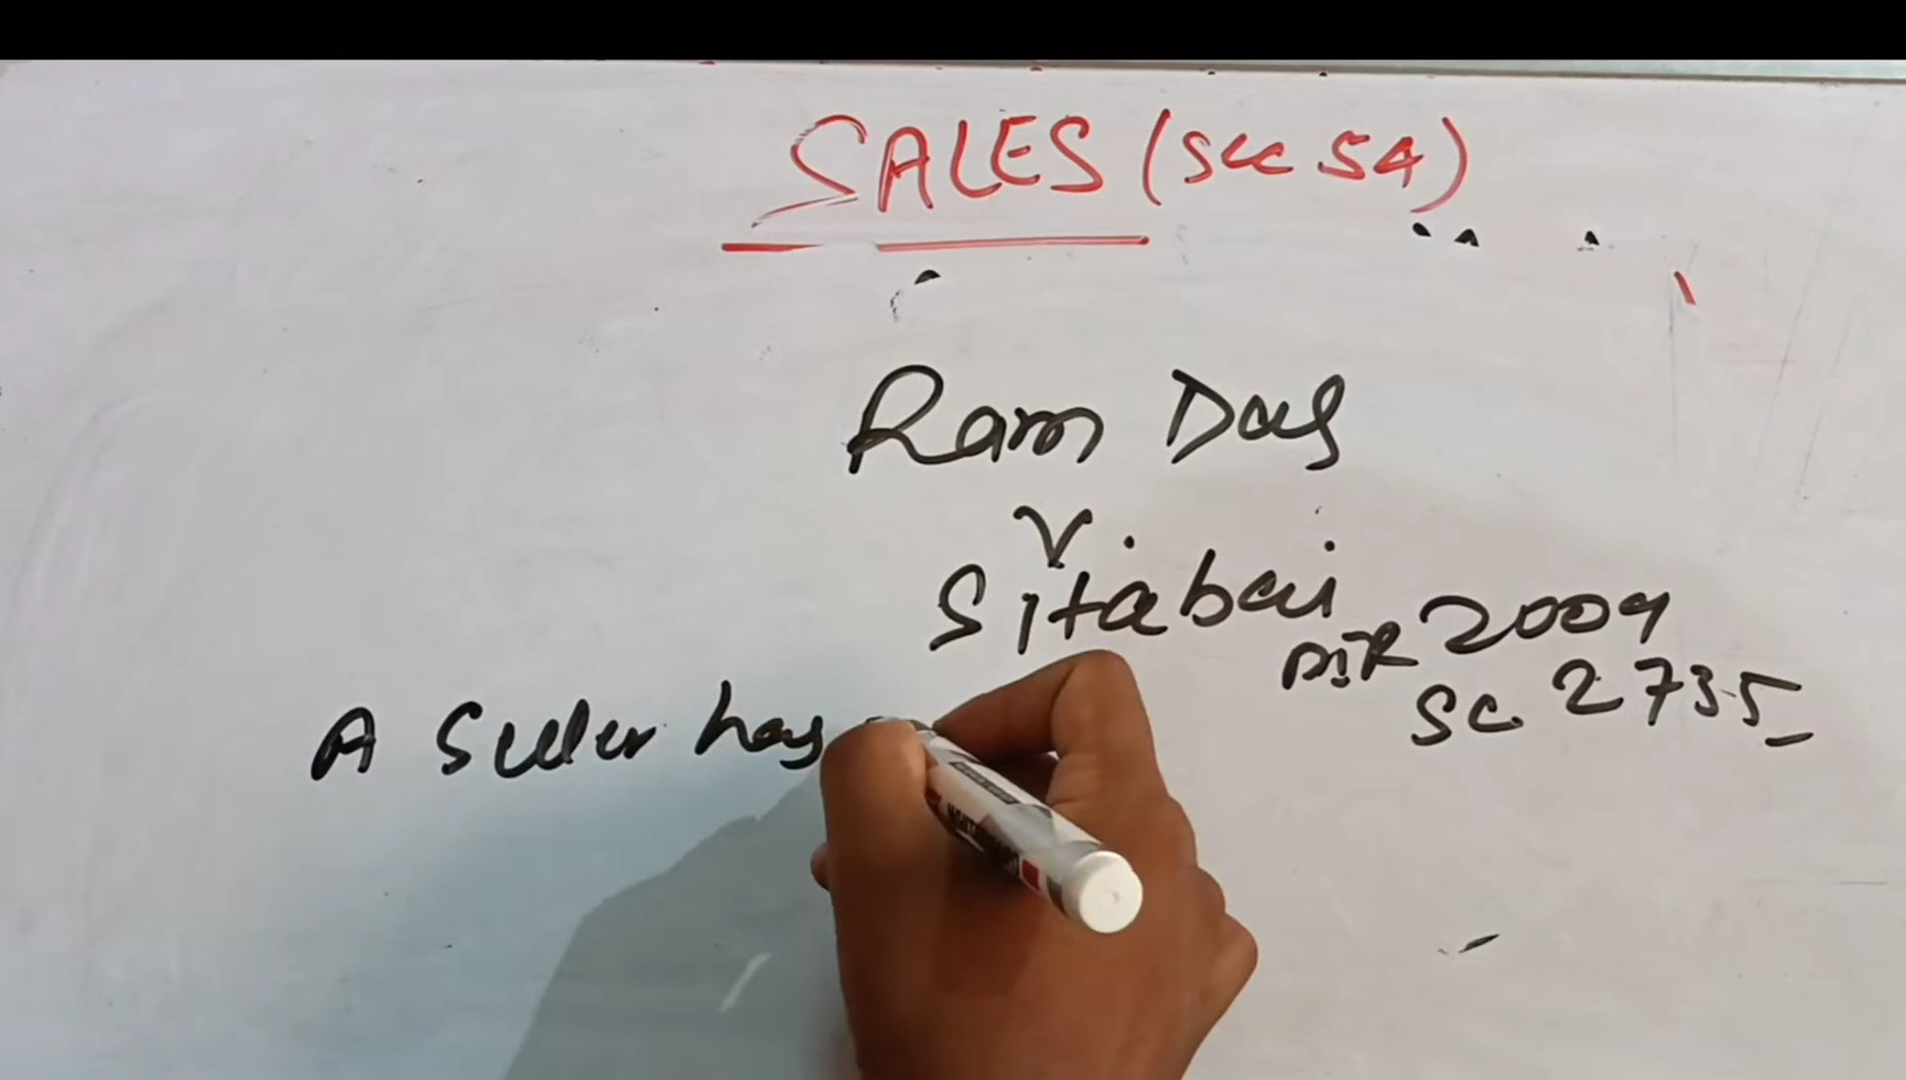 SALES (Sec 54)
Ram Das
V
Sitabai
AIR 2009
SC 2735
A Seller has